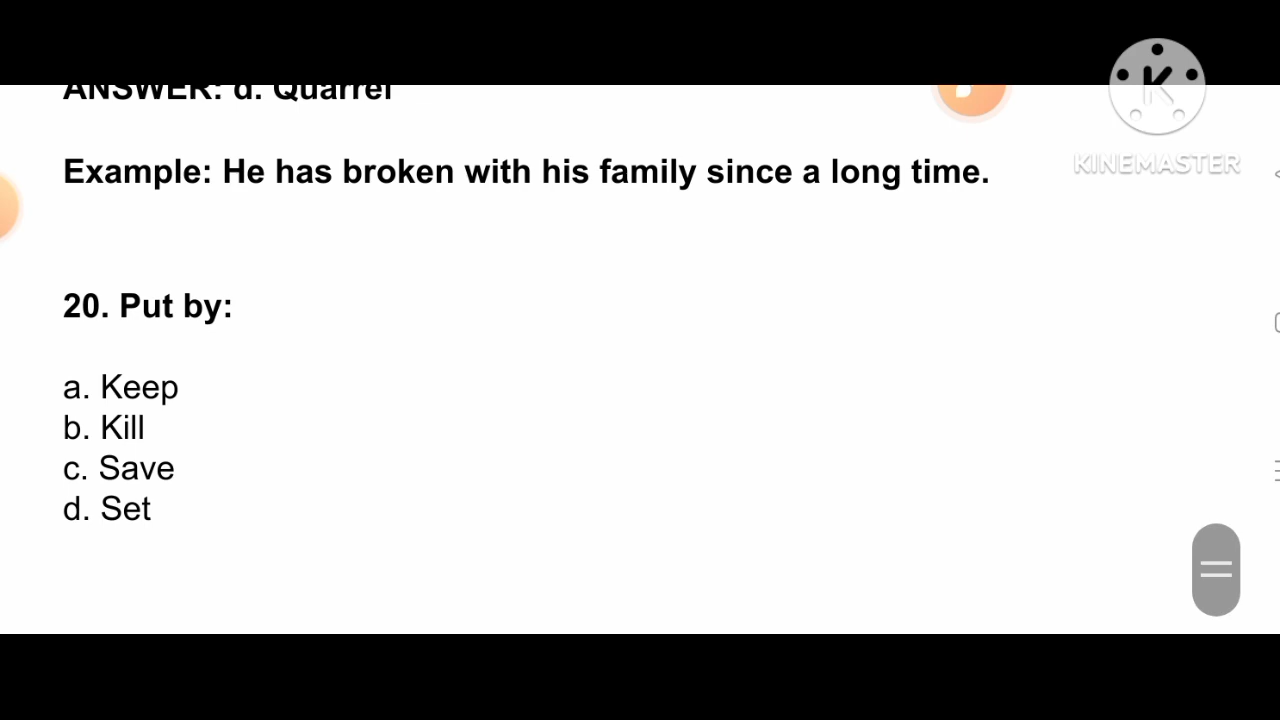 ANSWER: d. Quarrel
KINEMASTER
Example: He has broken with his family since a long time.
20. Put by:
a. Keep
b. Kill
c. Save
d. Set